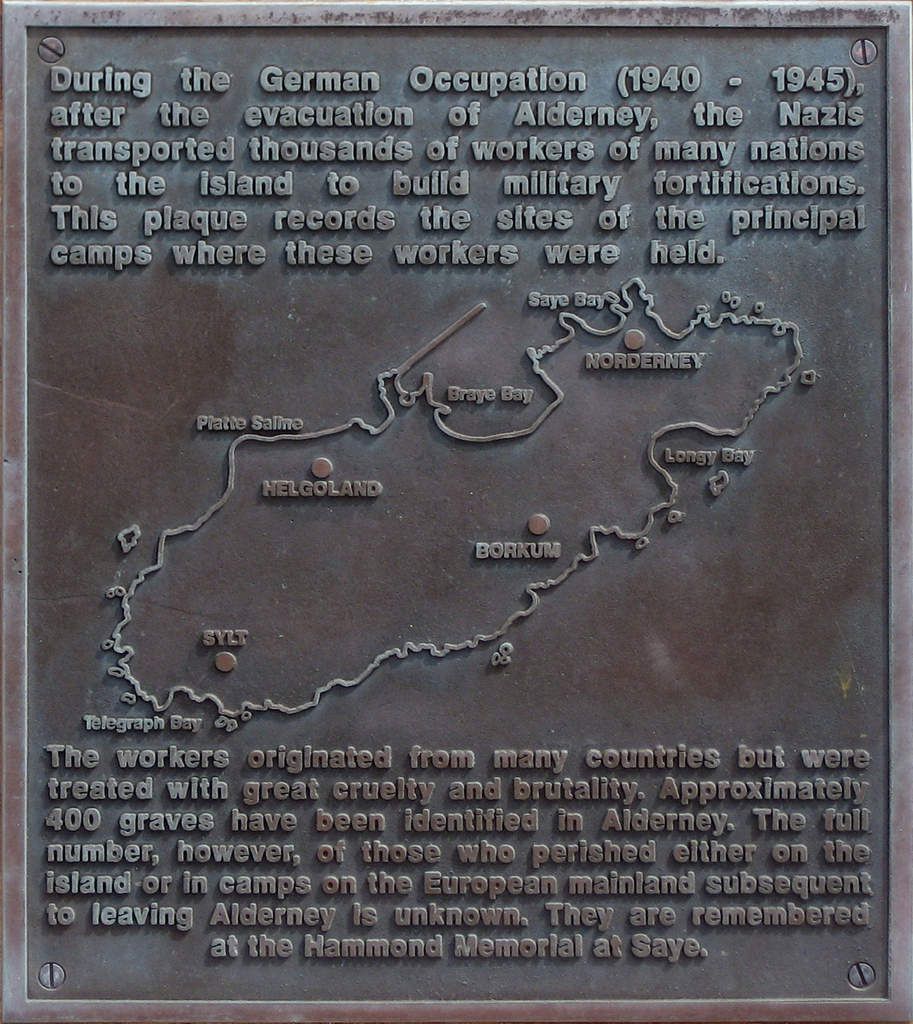 During the German Occupation (1940 - 1945),
after the evacuation of Alderney, the Nazis
transported thousands of workers of many nations
to the island to build military fortifications.
This plaque records the sites of the principal
camps where these workers were held.
Saye Bay
NORDERNEY
Braye Bay
Platte Saline
Longy Bay
HELGOLAND
BORKUM
SYLT
Telegraph Bay
The workers originated from many countries but were
treated with great cruelty and brutality. Approximately
400 graves have been identified in Alderney. The full
number, however, of those who perished either on the
island or in camps on the European mainland subsequent
to leaving Alderney is unknown. They are remembered
at the Hammond Memorial at Saye.